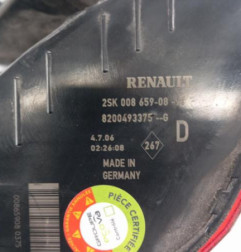 RENAULT
2SK 008 659-08
8200493375--G
4.7.06
D
02:26:08
267
MADE IN
GERMANY
PIÈCE CERTIFIÉE